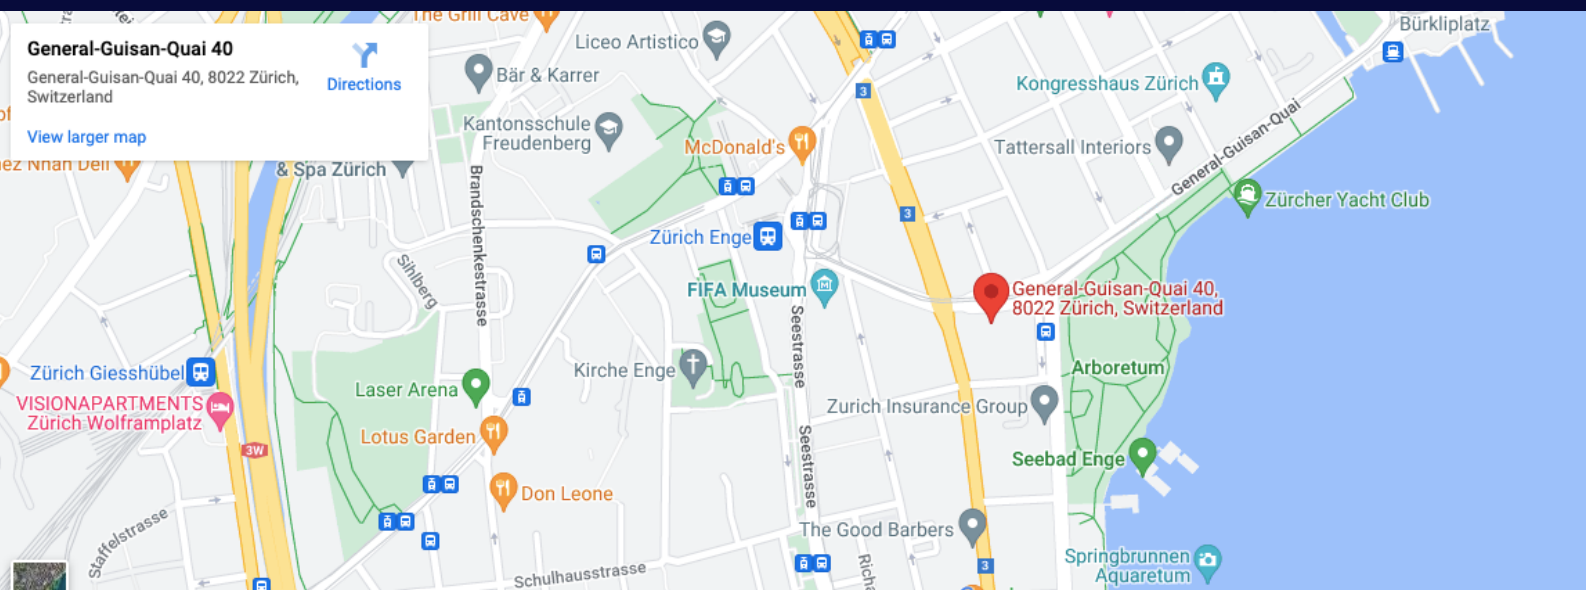 The Grill Cave
Bürkliplatz
General-Guisan-Quai 40
General-Guisan-Quai 40, 8022 Zürich,
Switzerland
Directions
View larger map
Liceo Artistico
Bär & Karrer
Kongresshaus Zürich
3
Kantonsschule
Freudenberg
McDonald's
Tattersall Interiors
General-Guisan-Quai
& Spa Zürich
Brandschenkestrasse
Zürcher Yacht Club
3
Zürich Enge
Sihlberg
FIFA Museum
General-Guisan-Quai 40,
8022 Zürich, Switzerland
Seestrasse
Zürich Giesshübel
Kirche Enge
Arboretum
Laser Arena
VISIONAPARTMENTS
Zürich Wolframplatz
Zurich Insurance Group
Lotus Garden
3W
Seestrasse
Seebad Enge
Don Leone
Staffelstrasse
The Good Barbers
Springbrunnen
Aquaretum
3
Schulhausstrasse
Richa